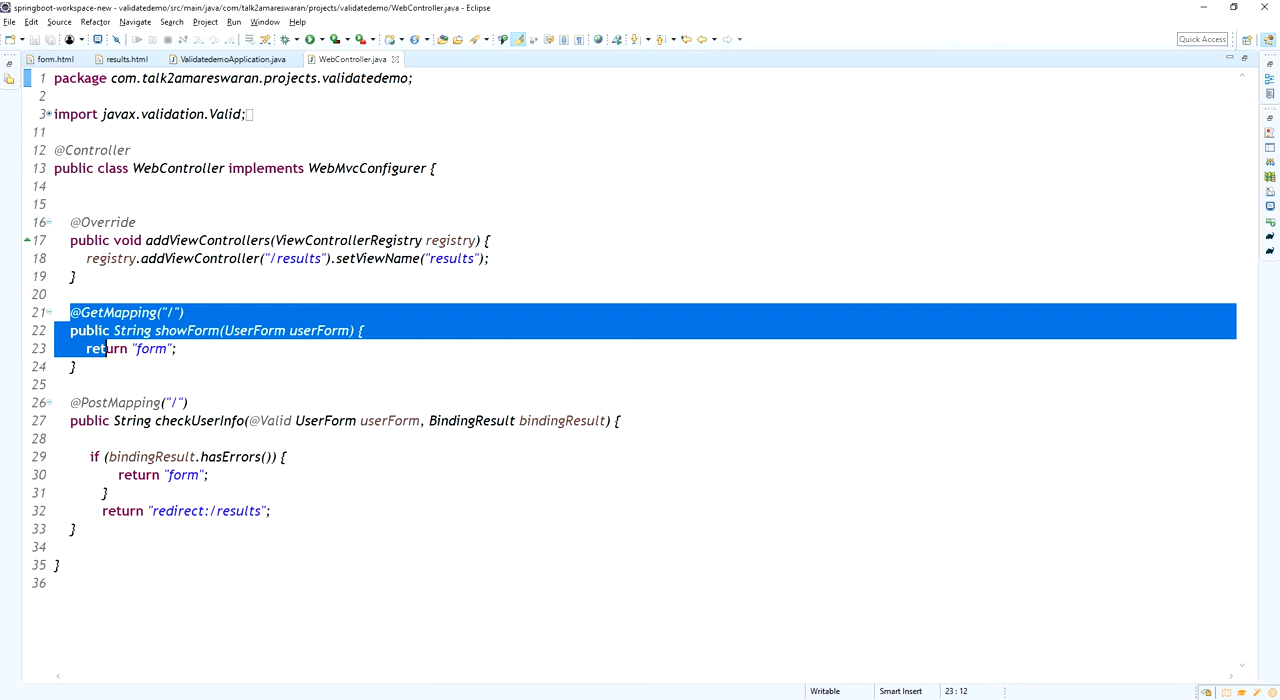 springboot-workspace-new - validatedemo/src/main/java/com/talk2amareswaran/projects/validatedemo/WebController.java - Eclipse
File Edit Source Refactor Navigate Search Project Run Window Help
Quick Access
form.html results.html ValidatedemoApplication.java WebController.java
1 package com.talk2amareswaran.projects.validatedemo;
2
3 import javax.validation.Valid;
11
12 @Controller
13 public class WebController implements WebMvcConfigurer {
14
15
16 @Override
17 public void addViewControllers(ViewControllerRegistry registry) {
18 registry.addViewController("/results").setViewName("results");
19 }
20
21 @GetMapping("/")
22 public String showForm(UserForm userForm) {
23 return "form";
24 }
25
26 @PostMapping("/")
27 public String checkUserInfo(@Valid UserForm userForm, BindingResult bindingResult) {
28
29 if (bindingResult.hasErrors()) {
30 return "form";
31 }
32 return "redirect:/results";
33 }
34
35 }
36
Writable Smart Insert 23 : 12